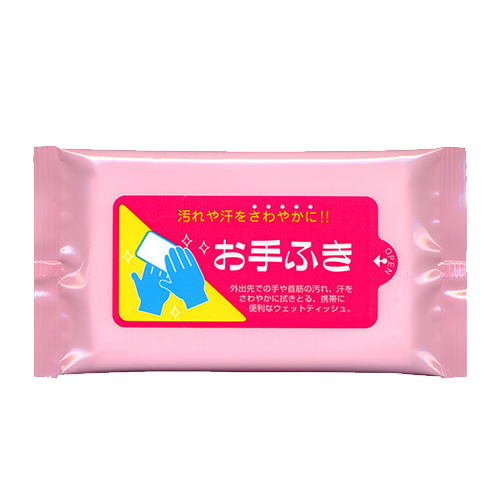 汚れや汗をさわやかに!!
お手ふき
OPEN
外出先での手や首筋の汚れ、汗を
さわやかに拭きとる、携帯に
便利なウェットティッシュ。